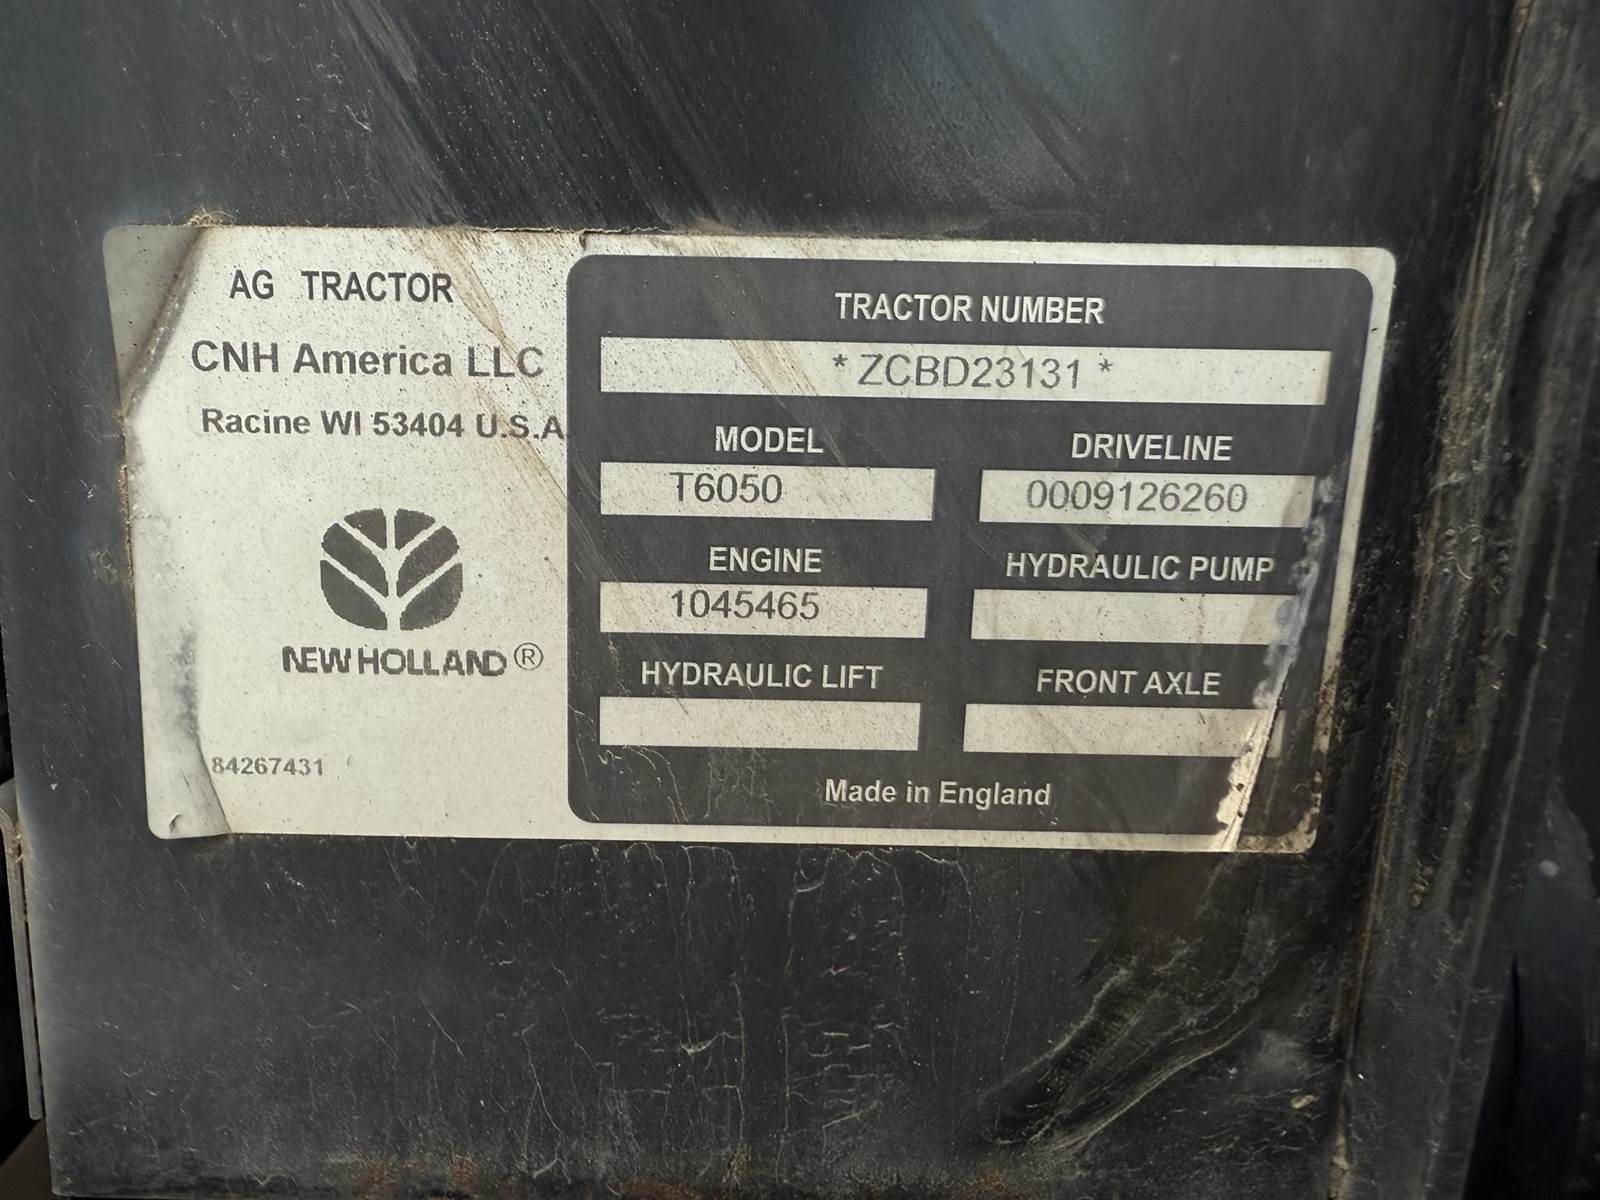 AG TRACTOR
CNH America LLC
Racine WI 53404 U.S.A.
NEW HOLLAND®
84267431
TRACTOR NUMBER
*ZCBD23131*
MODEL
T6050
DRIVELINE
0009126260
ENGINE
1045465
HYDRAULIC PUMP
HYDRAULIC LIFT
FRONT AXLE
Made in England